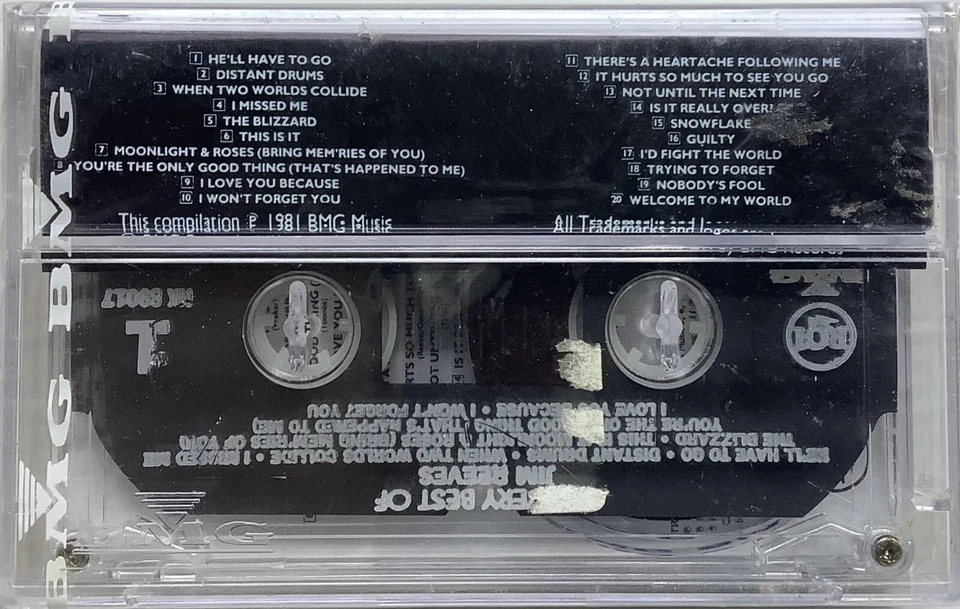 1 HE'LL HAVE TO GO
2 DISTANT DRUMS
3 WHEN TWO WORLDS COLLIDE
4 I MISSED ME
5 THE BLIZZARD
6 THIS IS IT
7 MOONLIGHT & ROSES (BRING MEM'RIES OF YOU)
8 YOU'RE THE ONLY GOOD THING (THAT'S HAPPENED TO ME)
9 I LOVE YOU BECAUSE
10 I WON'T FORGET YOU
This compilation ℗ 1981 BMG Music
11 THERE'S A HEARTACHE FOLLOWING ME
12 IT HURTS SO MUCH TO SEE YOU GO
13 NOT UNTIL THE NEXT TIME
14 IS IT REALLY OVER?
15 SNOWFLAKE
16 GUILTY
17 I'D FIGHT THE WORLD
18 TRYING TO FORGET
19 NOBODY'S FOOL
20 WELCOME TO MY WORLD
All Trademarks and logos
BMG BMG BMG
VERY BEST OF
JIM REEVES
HE'LL HAVE TO GO • DISTANT DRUMS • WHEN TWO WORLDS COLLIDE • I MISSED ME
THE BLIZZARD • THIS IS IT • MOONLIGHT & ROSES (BRING MEM'RIES OF YOU)
YOU'RE THE ONLY GOOD THING (THAT'S HAPPENED TO ME)
I LOVE YOU BECAUSE • I WON'T FORGET YOU
NK 89017
1
BMG